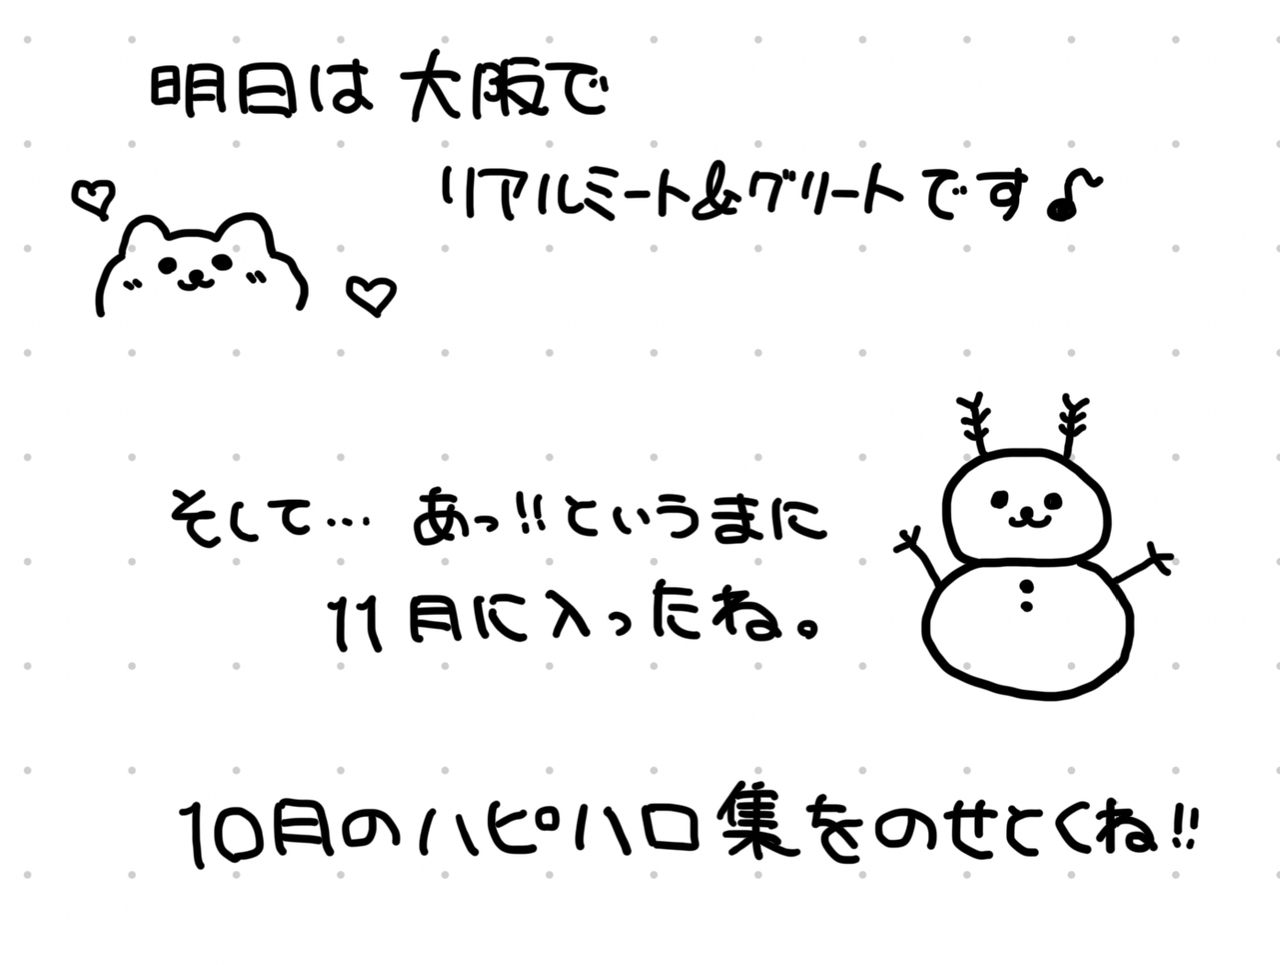 明日は大阪で
リアルミート&グリートです♪
そして… あっ!!というまに
11月に入ったね。
10月のハピハロ集をのせとくね!!